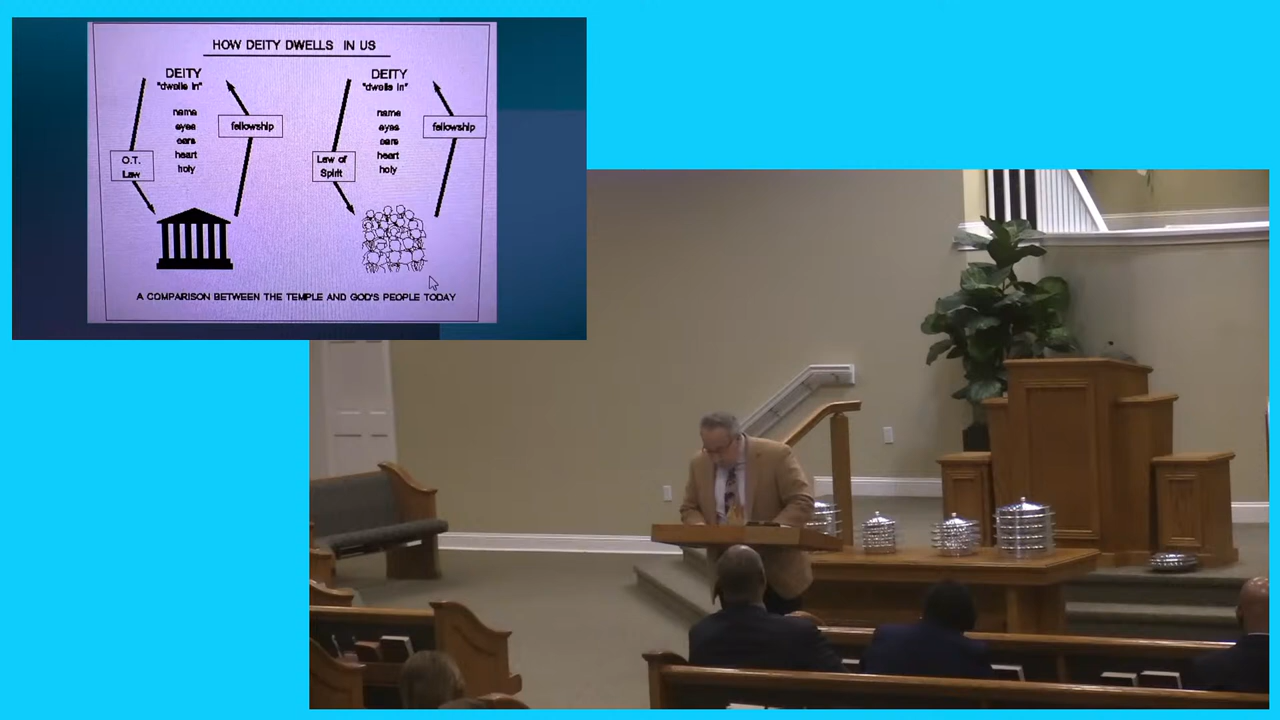 HOW DEITY DWELLS IN US
DEITY
"dwells in"
name
eyes
ears
heart
holy
O.T.
Law
fellowship
DEITY
"dwells in"
name
eyes
ears
heart
holy
Law of
Spirit
fellowship
A COMPARISON BETWEEN THE TEMPLE AND GOD'S PEOPLE TODAY